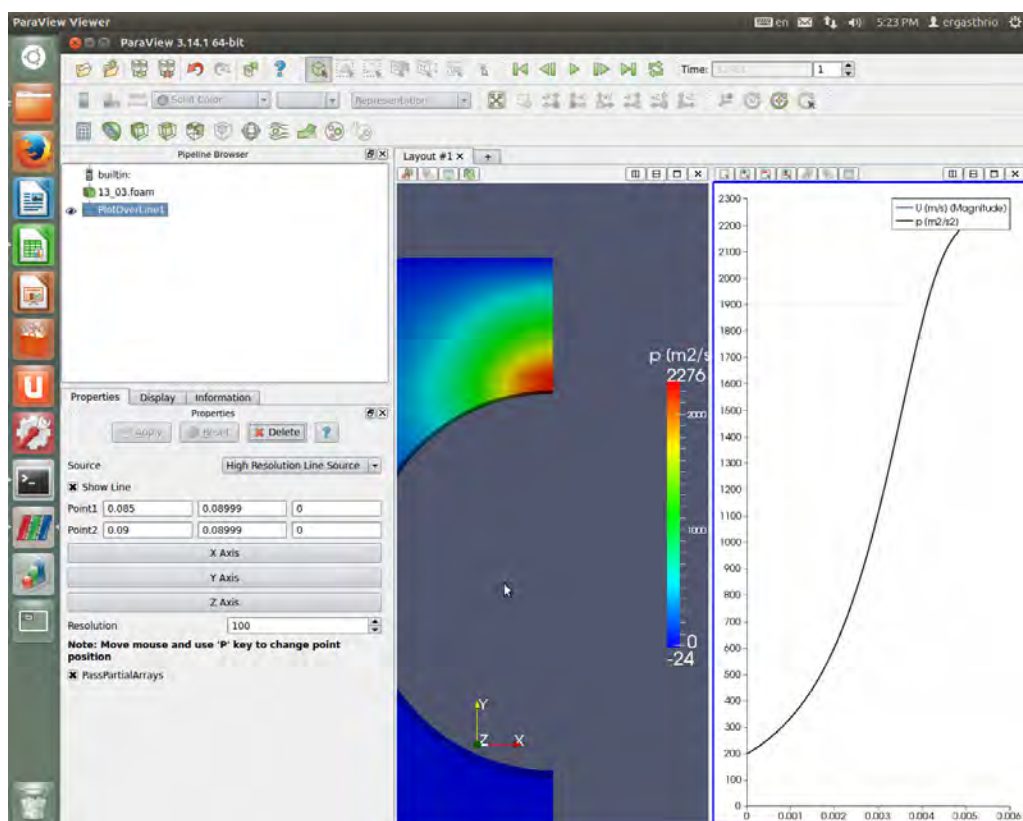 ParaView Viewer
en
5:23 PM
ergasthrio
ParaView 3.14.1 64-bit
Time:
1
Solid Color
Representation
Pipeline Browser
builtin:
13_03.foam
PlotOverLine1
Properties
Display
Information
Properties
Apply
Reset
Delete
?
Source
High Resolution Line Source
Show Line
Point1
0.085
0.08999
0
Point2
0.09
0.08999
0
X Axis
Y Axis
Z Axis
Resolution
100
Note: Move mouse and use 'P' key to change point
position
PassPartialArrays
Layout #1
p (m2/s
2276
2000
1000
0
-24
Y
Z
X
U (m/s) (Magnitude)
p (m2/s2)
2300
2200
2100
2000
1900
1800
1700
1600
1500
1400
1300
1200
1100
1000
900
800
700
600
500
400
300
200
100
0
0
0.001
0.002
0.003
0.004
0.005
0.006